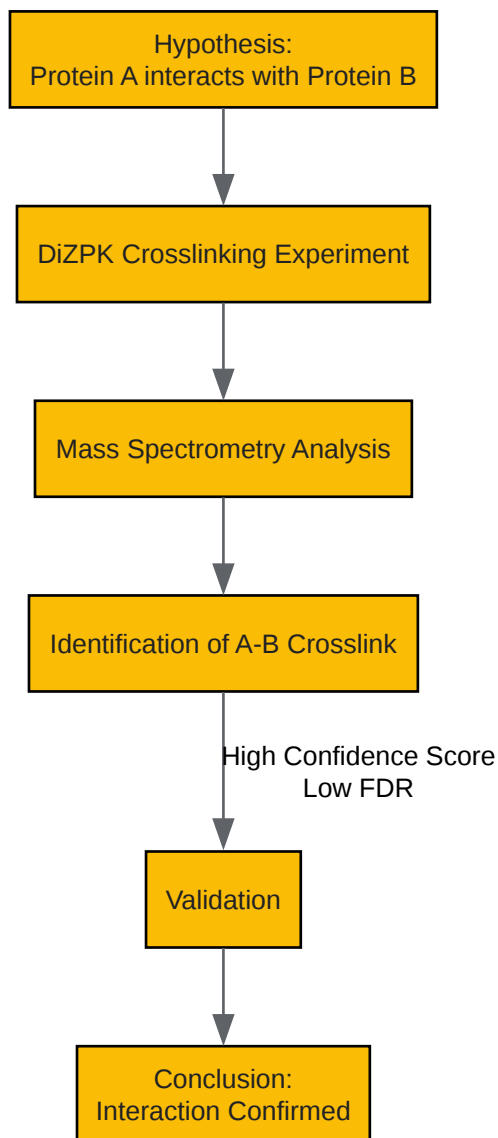 Hypothesis:
Protein A interacts with Protein B
DiZPK Crosslinking Experiment
Mass Spectrometry Analysis
Identification of A-B Crosslink
High Confidence Score
Low FDR
Validation
Conclusion:
Interaction Confirmed